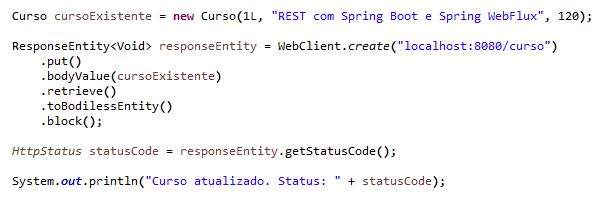 Curso cursoExistente = new Curso(1L, "REST com Spring Boot e Spring WebFlux", 120);
ResponseEntity<Void> responseEntity = WebClient.create("localhost:8080/curso")
.put()
.bodyValue(cursoExistente)
.retrieve()
.toBodilessEntity()
.block();
HttpStatus statusCode = responseEntity.getStatusCode();
System.out.println("Curso atualizado. Status: " + statusCode);